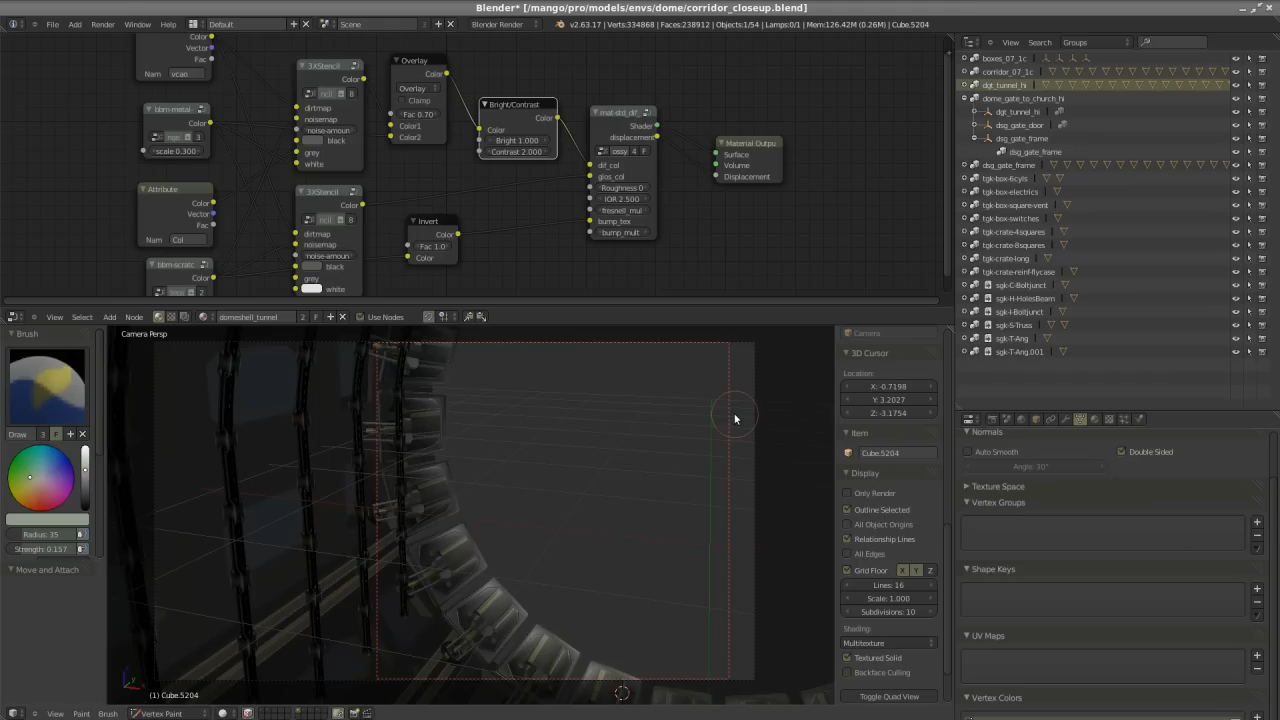 Blender* [/mango/pro/models/envs/dome/corridor_closeup.blend]
File Add Render Window Help Default Scene Blender Render v2.63.17 | Verts:334868 | Faces:238912 | Objects:1/54 | Lamps:0/1 | Mem:126.42M (0.26M) | Cube.5204
Color
Vector
Fac
Nam vcao
bbm-metal-
scale 0.300
Attribute
Color
Vector
Fac
Nam Col
bbm-scratc
Color
3XStencil
Color
dirtmap
noisemap
noise-amoun
black
grey
white
3XStencil
Color
dirtmap
noisemap
noise-amoun
black
grey
white
Overlay
Color
Overlay
Clamp
Fac 0.70
Color1
Color2
Bright/Contrast
Color
Color
Bright 1.000
Contrast 2.000
Invert
Color
Fac 1.0
Color
mat-std_dif_
Shader
displacement
ossy 4 F
dif_col
glos_col
Roughness 0
IOR 2.500
fresnel_mul
bump_tex
bump_mult
Material Outpu
Surface
Volume
Displacement
View Select Add Node domeshell_tunnel 2 F Use Nodes
View Search Groups
boxes_07_1c
corridor_07_1c
dgt_tunnel_hi
dome_gate_to_church_hi
dgt_tunnel_hi
dsg_gate_door
dsg_gate_frame
dsg_gate_frame
dsg_gate_frame
tgk-box-6cyls
tgk-box-electrics
tgk-box-square-vent
tgk-box-switches
tgk-crate-4squares
tgk-crate-8squares
tgk-crate-long
tgk-crate-reinf-flycase
sgk-C-Boltjunct
sgk-H-HolesBeam
sgk-I-Boltjunct
sgk-S-Truss
sgk-T-Ang
sgk-T-Ang.001
Brush
Draw 3 F
Radius: 35
Strength: 0.157
Move and Attach
Camera Persp
(1) Cube.5204
Camera
3D Cursor
Location:
X: -0.7198
Y: 3.2027
Z: -3.1754
Item
Cube.5204
Display
Only Render
Outline Selected
All Object Origins
Relationship Lines
All Edges
Grid Floor X Y Z
Lines: 16
Scale: 1.000
Subdivisions: 10
Shading:
Multitexture
Textured Solid
Backface Culling
Toggle Quad View
Normals
Auto Smooth Double Sided
Angle: 30°
Texture Space
Vertex Groups
Shape Keys
UV Maps
Vertex Colors
View Paint Brush Vertex Paint